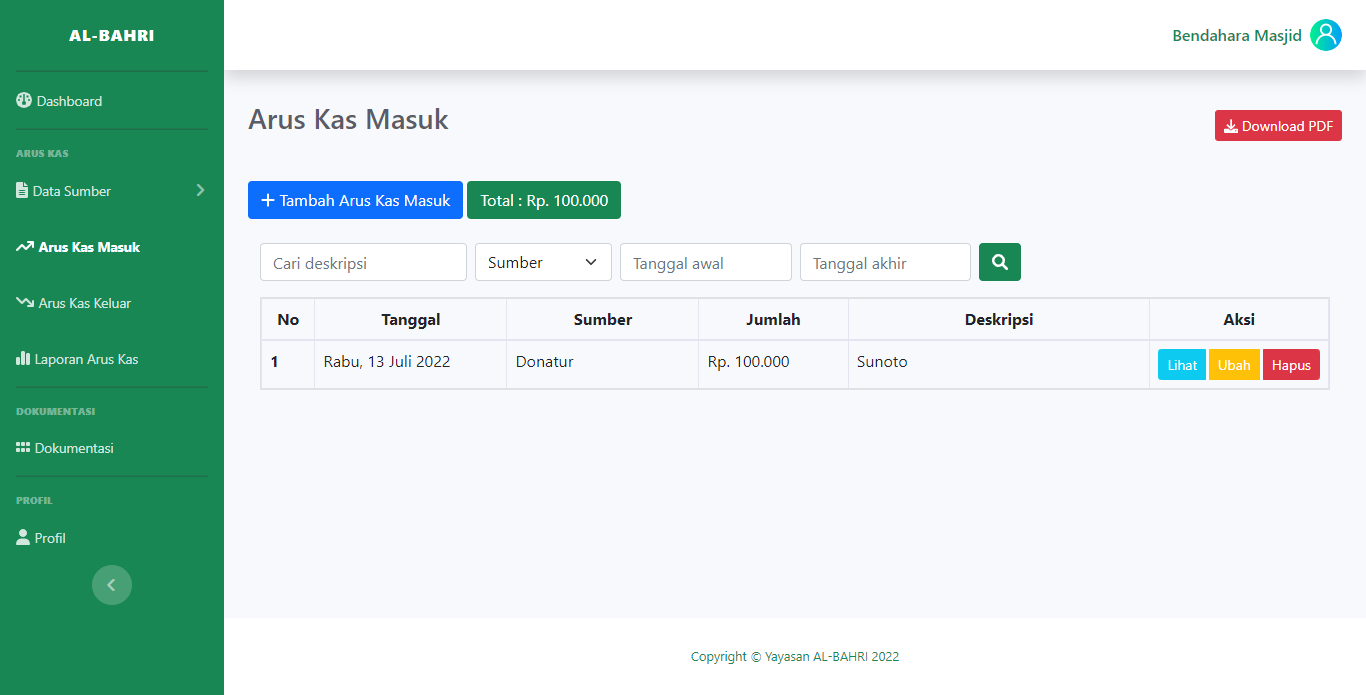 AL-BAHRI
Bendahara Masjid
Dashboard
ARUS KAS
Data Sumber
Arus Kas Masuk
Arus Kas Keluar
Laporan Arus Kas
DOKUMENTASI
Dokumentasi
PROFIL
Profil
Arus Kas Masuk
Download PDF
Tambah Arus Kas Masuk Total : Rp. 100.000
Cari deskripsi Sumber Tanggal awal Tanggal akhir
No Tanggal Sumber Jumlah Deskripsi Aksi
1 Rabu, 13 Juli 2022 Donatur Rp. 100.000 Sunoto Lihat Ubah Hapus
Copyright © Yayasan AL-BAHRI 2022